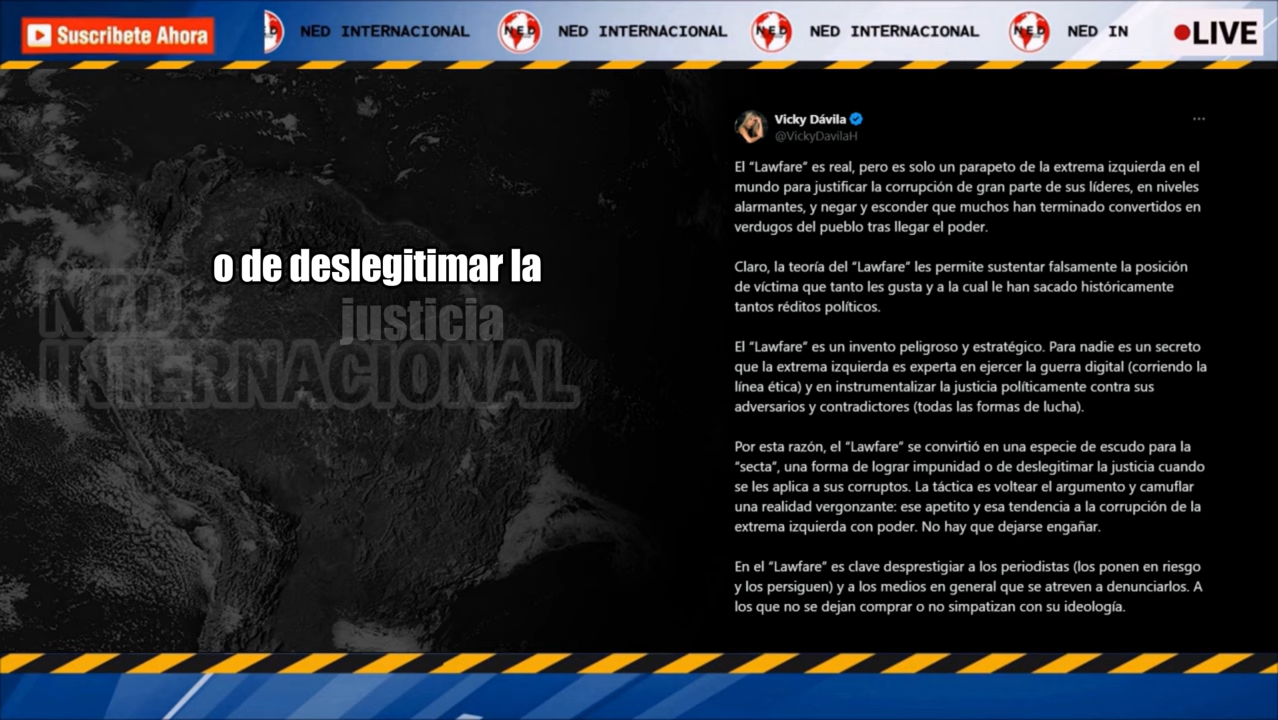 Suscribete Ahora
NED INTERNACIONAL
NED INTERNACIONAL
NED INTERNACIONAL
NED IN
LIVE
N.E.D
N.E.D
N.E.D
Vicky Dávila
@VickyDavilaH
El “Lawfare” es real, pero es solo un parapeto de la extrema izquierda en el
mundo para justificar la corrupción de gran parte de sus líderes, en niveles
alarmantes, y negar y esconder que muchos han terminado convertidos en
verdugos del pueblo tras llegar el poder.
Claro, la teoría del “Lawfare” les permite sustentar falsamente la posición
de víctima que tanto les gusta y a la cual le han sacado históricamente
tantos réditos políticos.
El “Lawfare” es un invento peligroso y estratégico. Para nadie es un secreto
que la extrema izquierda es experta en ejercer la guerra digital (corriendo la
línea ética) y en instrumentalizar la justicia políticamente contra sus
adversarios y contradictores (todas las formas de lucha).
Por esta razón, el “Lawfare” se convirtió en una especie de escudo para la
“secta”, una forma de lograr impunidad o de deslegitimar la justicia cuando
se les aplica a sus corruptos. La táctica es voltear el argumento y camuflar
una realidad vergonzante: ese apetito y esa tendencia a la corrupción de la
extrema izquierda con poder. No hay que dejarse engañar.
En el “Lawfare” es clave desprestigiar a los periodistas (los ponen en riesgo
y los persiguen) y a los medios en general que se atreven a denunciarlos. A
los que no se dejan comprar o no simpatizan con su ideología.
o de deslegitimar la
justicia
NED
INTERNACIONAL